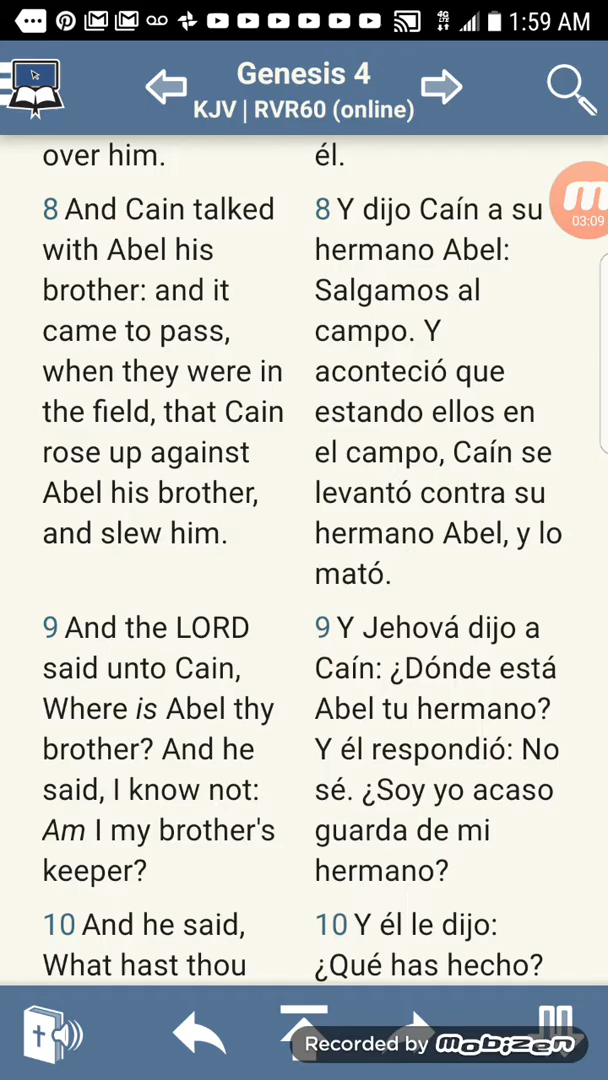 4G
LTE
1:59 AM
Genesis 4
KJV | RVR60 (online)
03:09
over him.
8 And Cain talked
with Abel his
brother: and it
came to pass,
when they were in
the field, that Cain
rose up against
Abel his brother,
and slew him.
9 And the LORD
said unto Cain,
Where is Abel thy
brother? And he
said, I know not:
Am I my brother's
keeper?
10 And he said,
What hast thou
él.
8 Y dijo Caín a su
hermano Abel:
Salgamos al
campo. Y
aconteció que
estando ellos en
el campo, Caín se
levantó contra su
hermano Abel, y lo
mató.
9 Y Jehová dijo a
Caín: ¿Dónde está
Abel tu hermano?
Y él respondió: No
sé. ¿Soy yo acaso
guarda de mi
hermano?
10 Y él le dijo:
¿Qué has hecho?
Recorded by mobizen